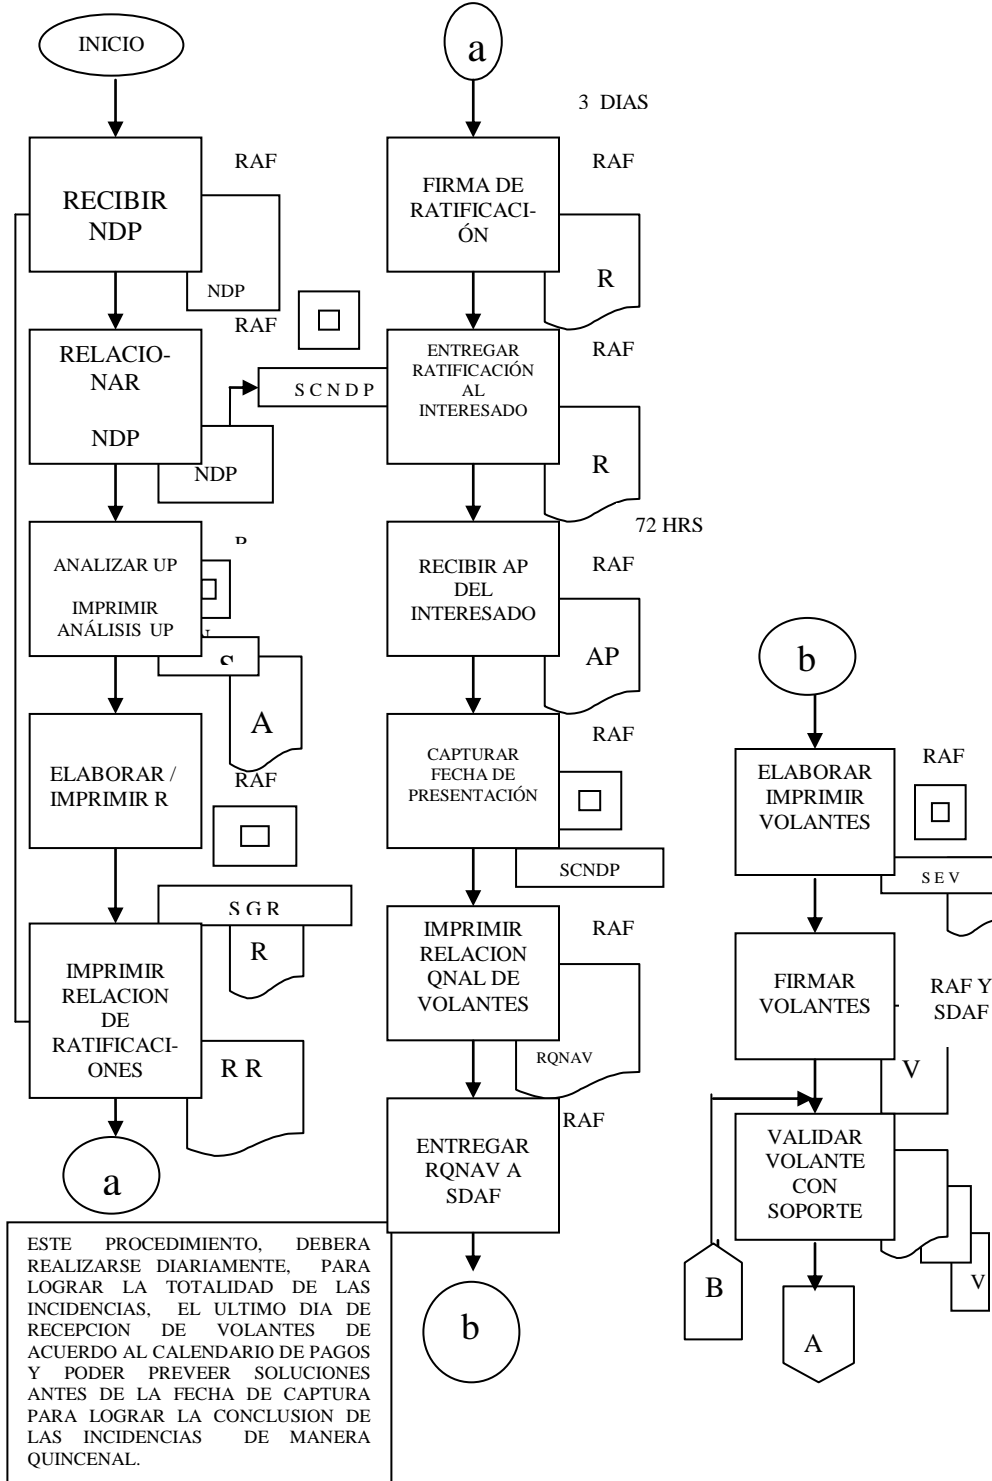 INICIO
RAF
RECIBIR
NDP
NDP
RAF
RELACIO-
NAR
NDP
NDP
S C N D P
ANALIZAR UP
IMPRIMIR
ANÁLISIS UP
A
ELABORAR /
IMPRIMIR R
RAF
S G R
R
IMPRIMIR
RELACION
DE
RATIFICACI-
ONES
R R
a
ESTE PROCEDIMIENTO, DEBERA
REALIZARSE DIARIAMENTE, PARA
LOGRAR LA TOTALIDAD DE LAS
INCIDENCIAS, EL ULTIMO DIA DE
RECEPCION DE VOLANTES DE
ACUERDO AL CALENDARIO DE PAGOS
Y PODER PREVEER SOLUCIONES
ANTES DE LA FECHA DE CAPTURA
PARA LOGRAR LA CONCLUSION DE
LAS INCIDENCIAS DE MANERA
QUINCENAL.
a
3 DIAS
RAF
FIRMA DE
RATIFICACI-
ÓN
R
RAF
ENTREGAR
RATIFICACIÓN
AL
INTERESADO
R
72 HRS
RAF
RECIBIR AP
DEL
INTERESADO
AP
RAF
CAPTURAR
FECHA DE
PRESENTACIÓN
SCNDP
RAF
IMPRIMIR
RELACION
QNAL DE
VOLANTES
RQNAV
RAF
ENTREGAR
RQNAV A
SDAF
b
b
RAF
ELABORAR
IMPRIMIR
VOLANTES
S E V
FIRMAR
VOLANTES
RAF Y
SDAF
V
VALIDAR
VOLANTE
CON
SOPORTE
V
B
A